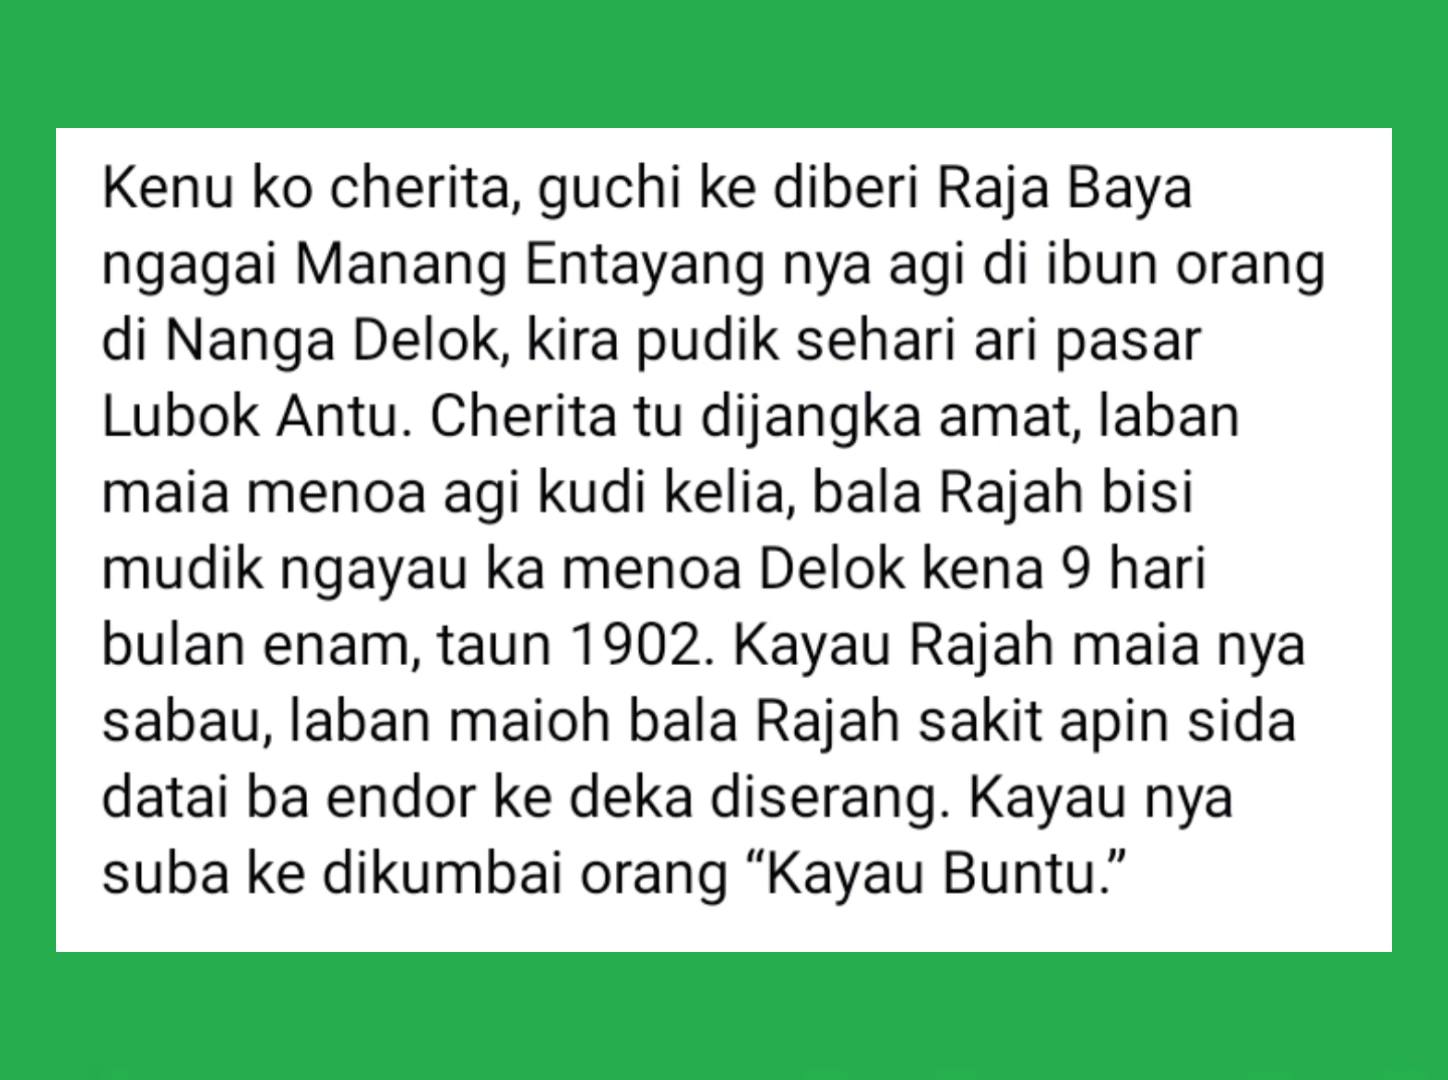 Kenu ko cherita, guchi ke diberi Raja Baya
ngagai Manang Entayang nya agi di ibun orang
di Nanga Delok, kira pudik sehari ari pasar
Lubok Antu. Cherita tu dijangka amat, laban
maia menoa agi kudi kelia, bala Rajah bisi
mudik ngayau ka menoa Delok kena 9 hari
bulan enam, taun 1902. Kayau Rajah maia nya
sabau, laban maioh bala Rajah sakit apin sida
datai ba endor ke deka diserang. Kayau nya
suba ke dikumbai orang “Kayau Buntu.”